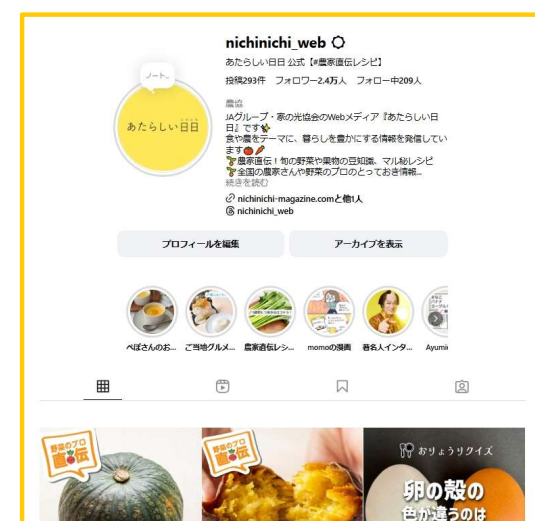 nichinichi_web
あたらしい日日 公式【#農家直伝レシピ】
投稿293件 フォロワー2.4万人 フォロー中209人
ノート...
あたらしい日日
農協
JAグループ・家の光協会のWebメディア『あたらしい日
日』です🌾
食や農をテーマに、暮らしを豊かにする情報を発信してい
ます🍅🥕
農家直伝！旬の野菜や果物の豆知識、マル秘レシピ
全国の農家さんや野菜のプロのとっておき情報...
続きを読む
nichinichi-magazine.comと他1人
nichinichi_web
プロフィールを編集 アーカイブを表示
ぺぽさんのお... ご当地グルメ... 農家直伝レシ... momoの漫画 著名人インタ... Ayumi
野菜のプロ
直伝
野菜のプロ
直伝
おりょうりクイズ
卵の殻の
色が違うのは